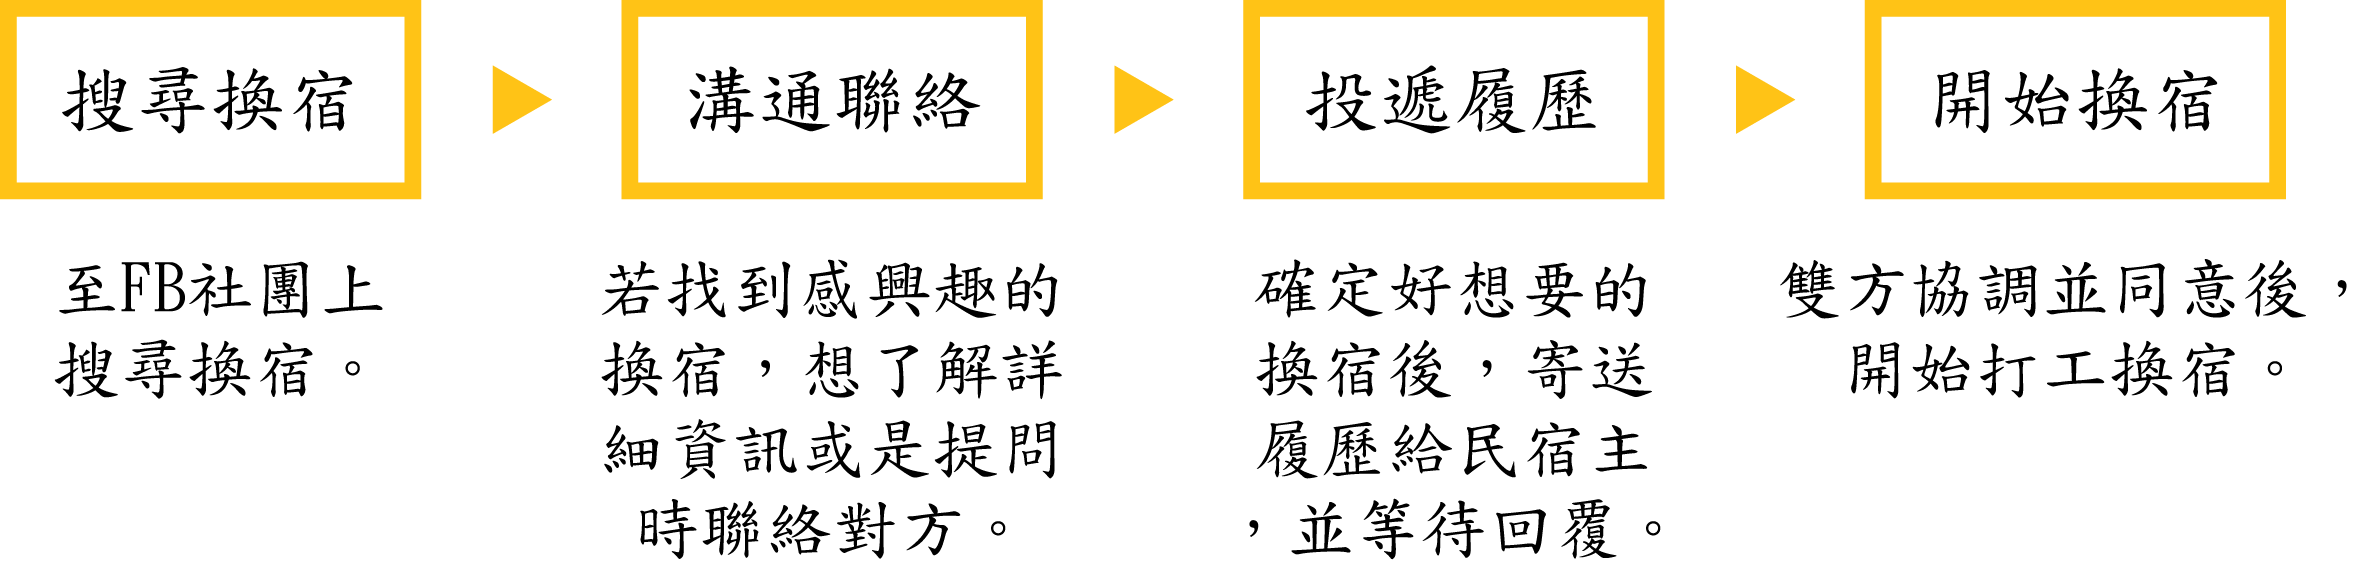 搜尋換宿
溝通聯絡
投遞履歷
開始換宿
至FB社團上
搜尋換宿。
若找到感興趣的
換宿，想了解詳
細資訊或是提問
時聯絡對方。
確定好想要的
換宿後，寄送
履歷給民宿主
，並等待回覆。
雙方協調並同意後，
開始打工換宿。